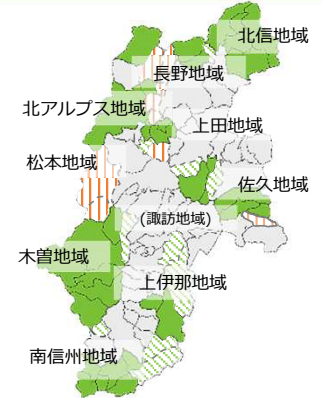 北信地域
長野地域
北アルプス地域
上田地域
松本地域
佐久地域
(諏訪地域)
木曽地域
上伊那地域
南信州地域